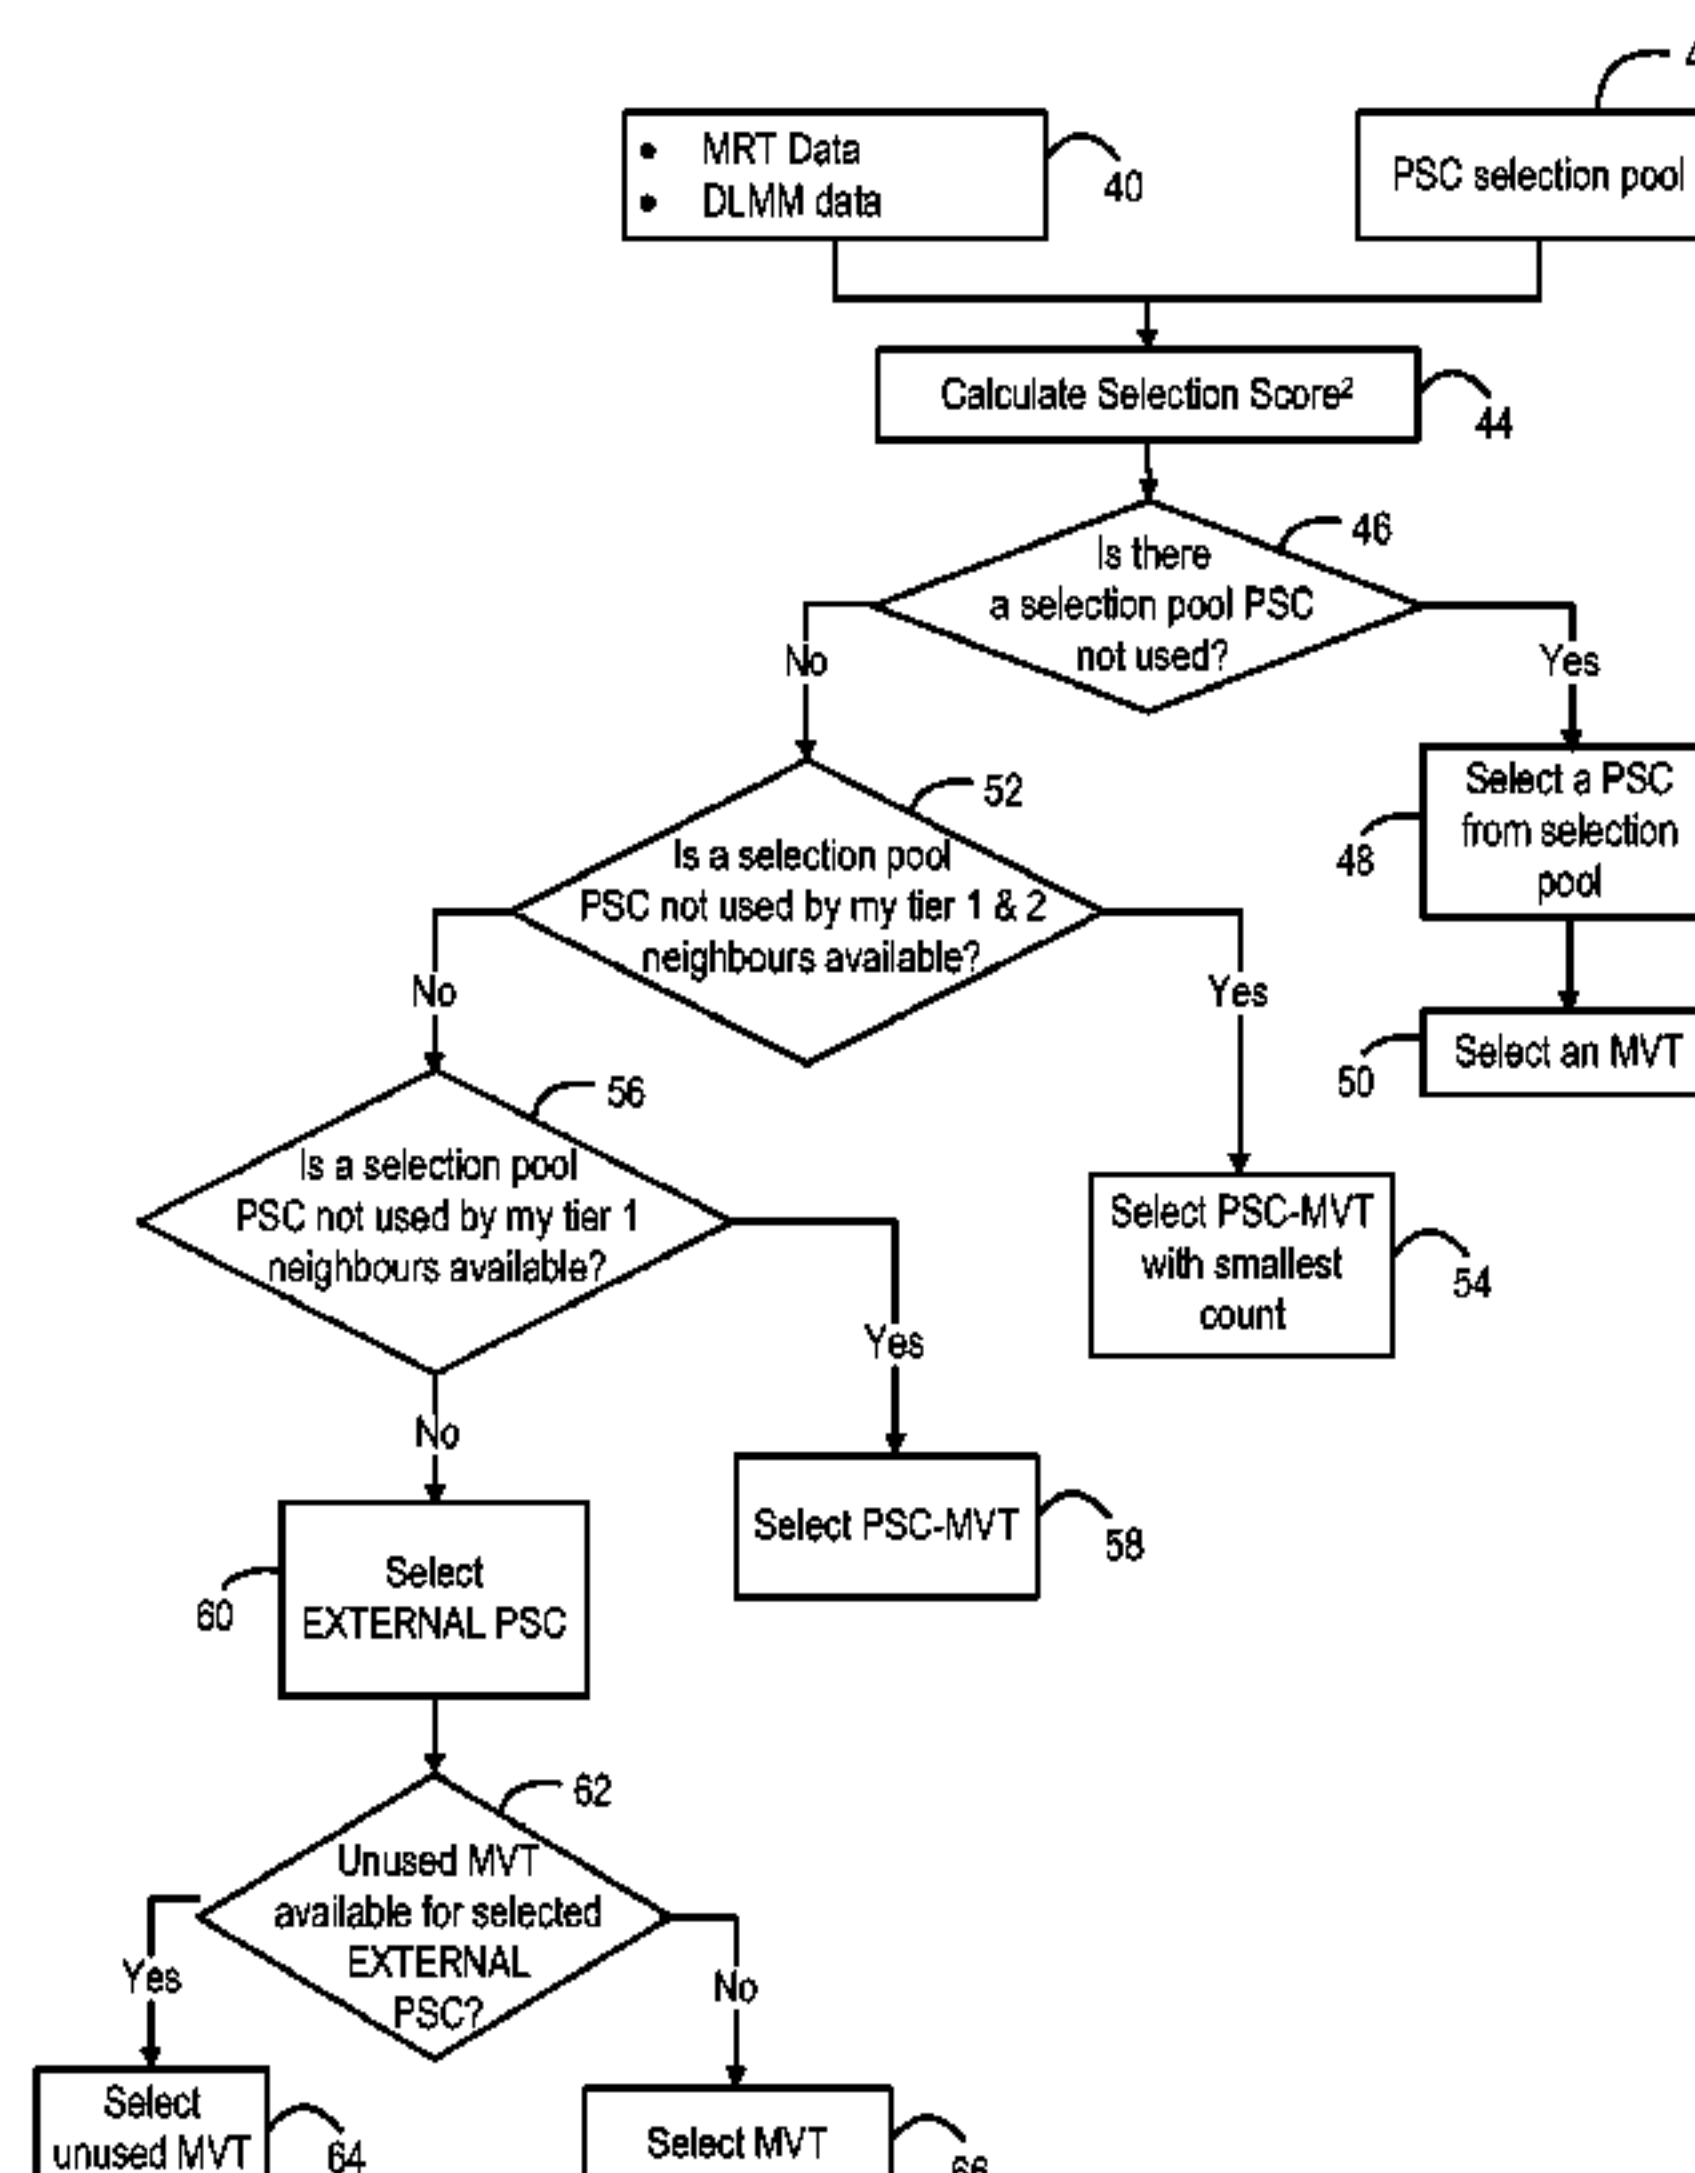 • MRT Data
• DLMM data
40
PSC selection pool
Calculate Selection Score²
44
46
Is there
a selection pool PSC
not used?
No
Yes
52
Is a selection pool
PSC not used by my tier 1 & 2
neighbours available?
Select a PSC
from selection
pool
48
No
Yes
Select an MVT
50
56
Is a selection pool
PSC not used by my tier 1
neighbours available?
Select PSC-MVT
with smallest
count
54
Yes
No
Select PSC-MVT
58
Select
EXTERNAL PSC
60
62
Unused MVT
available for selected
EXTERNAL
PSC?
Yes
No
Select
unused MVT
64
Select MVT
66